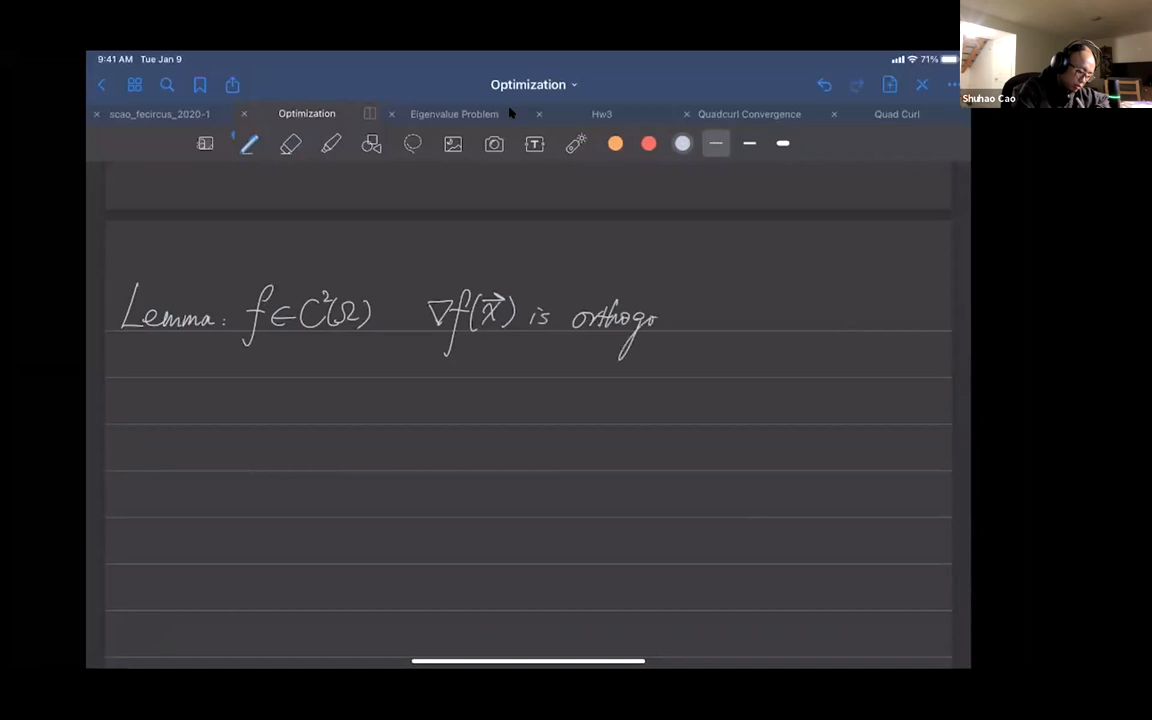 9:41 AM Tue Jan 9
71%
Optimization
Shuhao Cao
scao_fecircus_2020-1
Optimization
Eigenvalue Problem
Hw3
Quadcurl Convergence
Quad Curl
Lemma: f ∈ C²(Ω) ∇f(x⃗) is orthogo